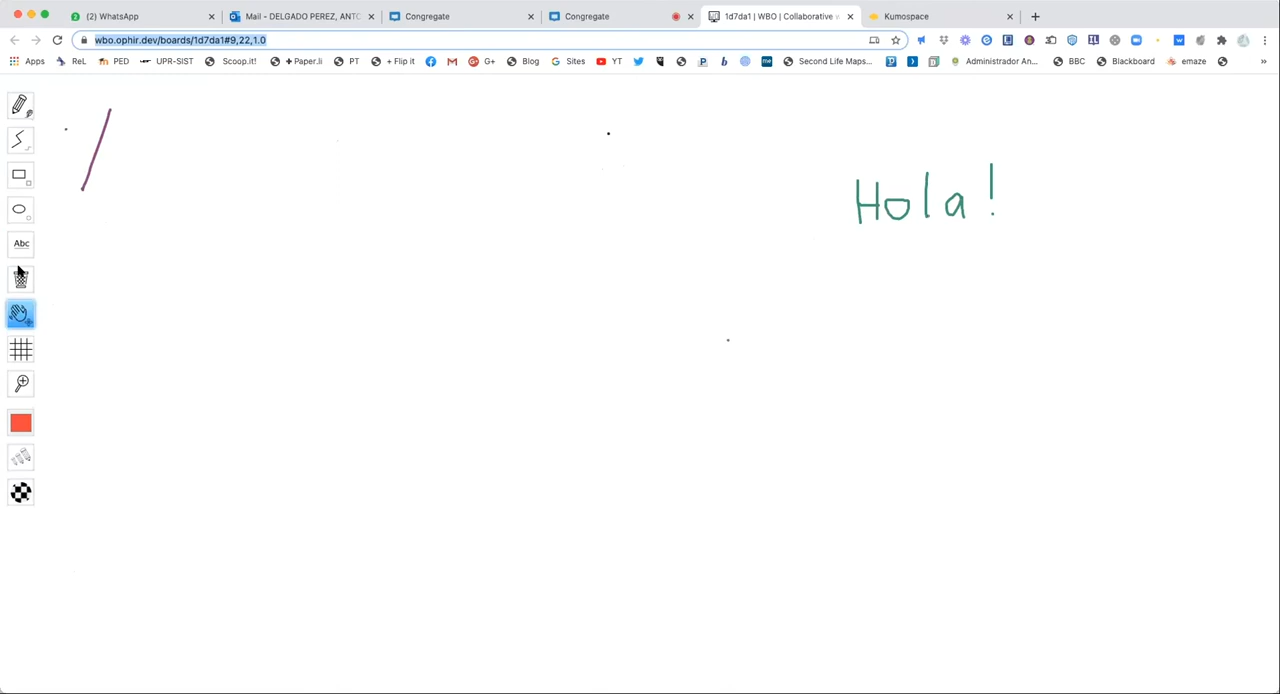 (2) WhatsApp
Mail - DELGADO PEREZ, ANTC
Congregate
Congregate
1d7da1 | WBO | Collaborative w
Kumospace
wbo.ophir.dev/boards/1d7da1#9,22,1.0
Apps
ReL
PED
UPR-SIST
Scoop.it!
+ Paper.li
PT
+ Flip it
G+
Blog
Sites
YT
Second Life Maps...
Administrador An...
BBC
Blackboard
emaze
»
Hola!
Abc